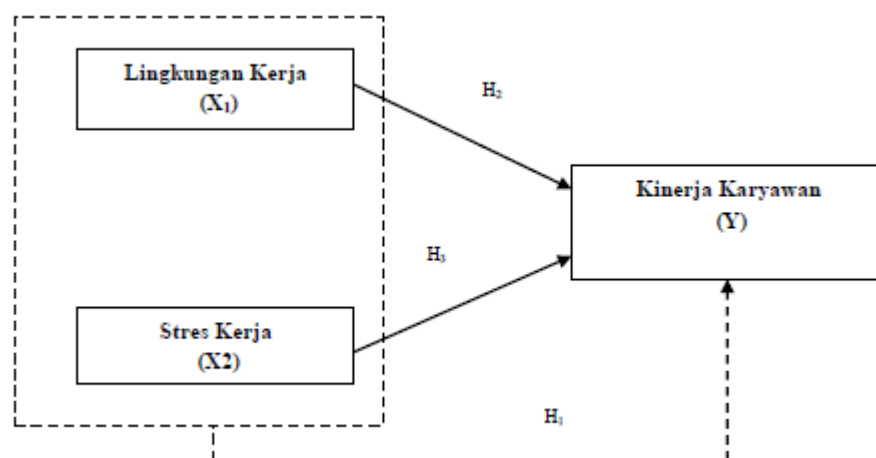 Lingkungan Kerja
(X₁)
H₂
Kinerja Karyawan
(Y)
H₃
Stres Kerja
(X2)
H₁